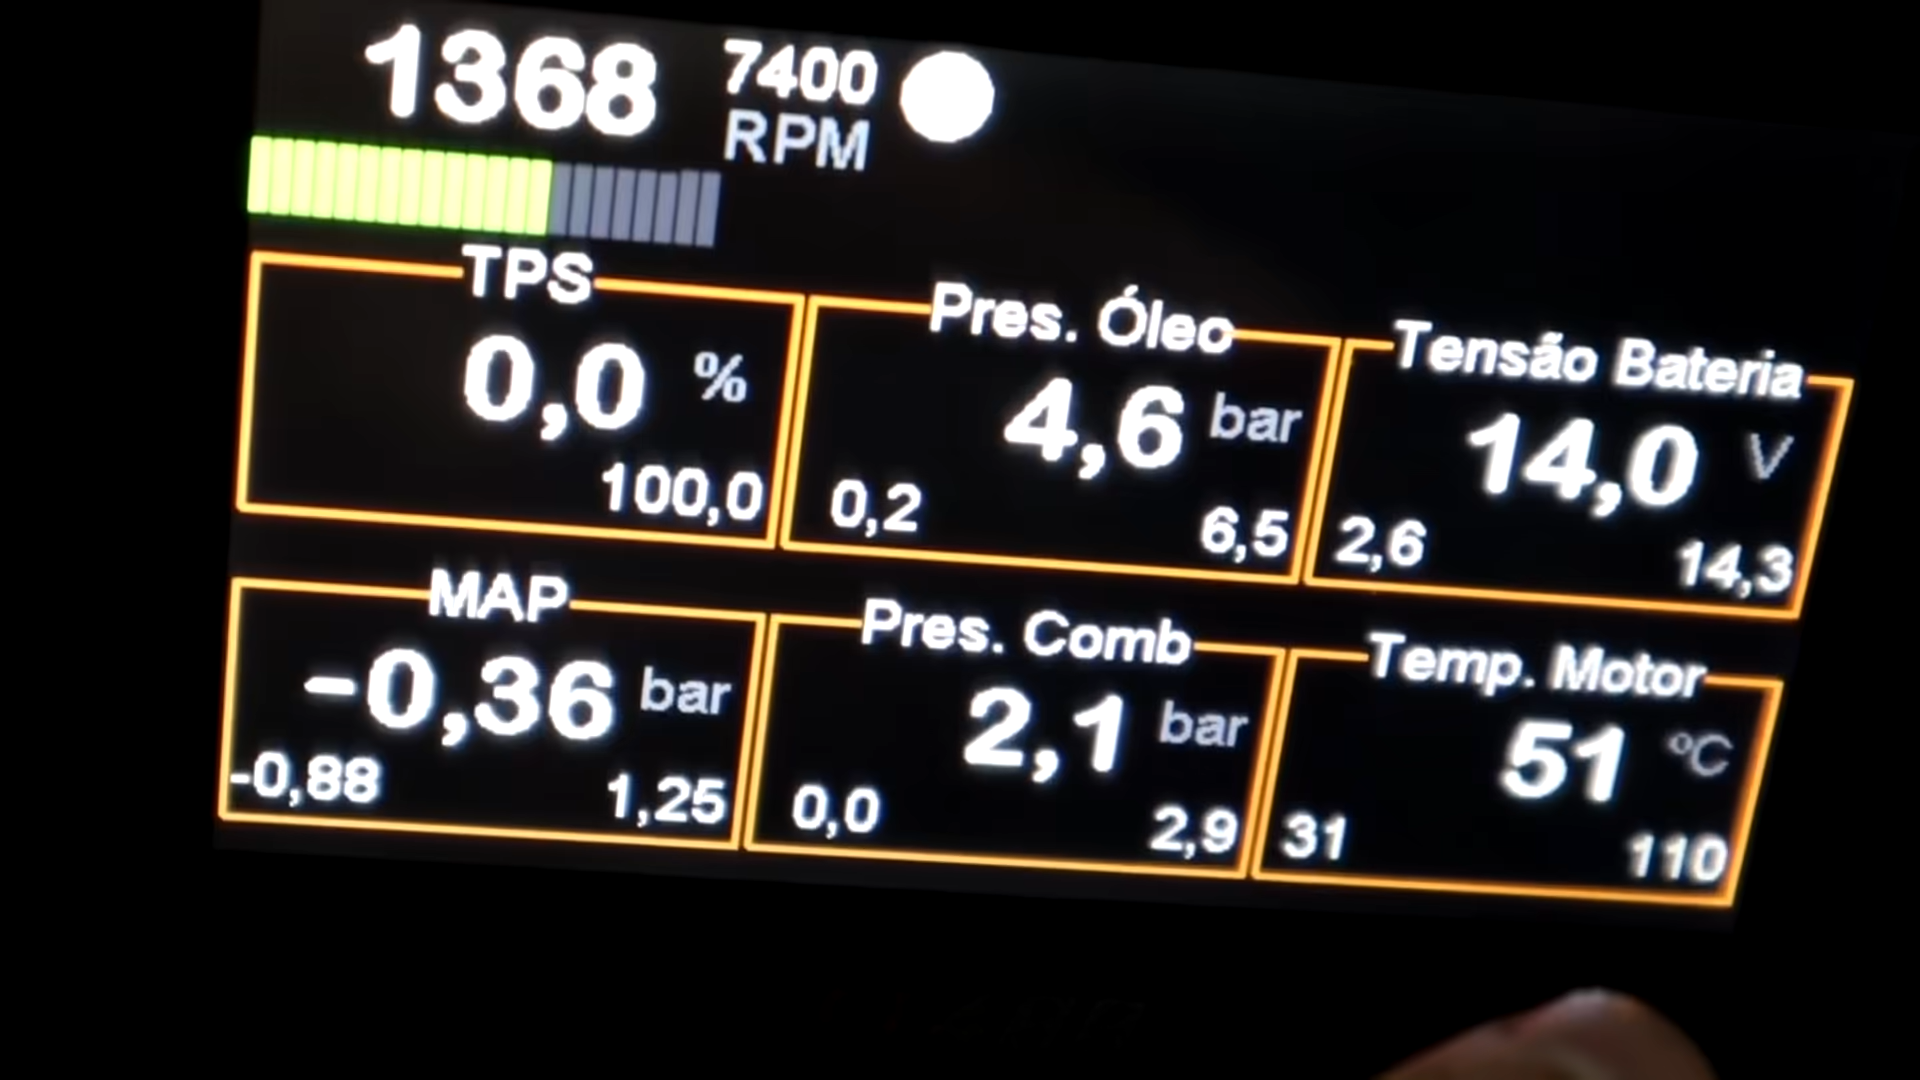 1368 7400
RPM
TPS
0,0 %
100,0
Pres. Óleo
4,6 bar
0,2 6,5
Tensão Bateria
14,0 V
2,6 14,3
MAP
-0,36 bar
-0,88 1,25
Pres. Comb
2,1 bar
0,0 2,9
Temp. Motor
51 ºC
31 110